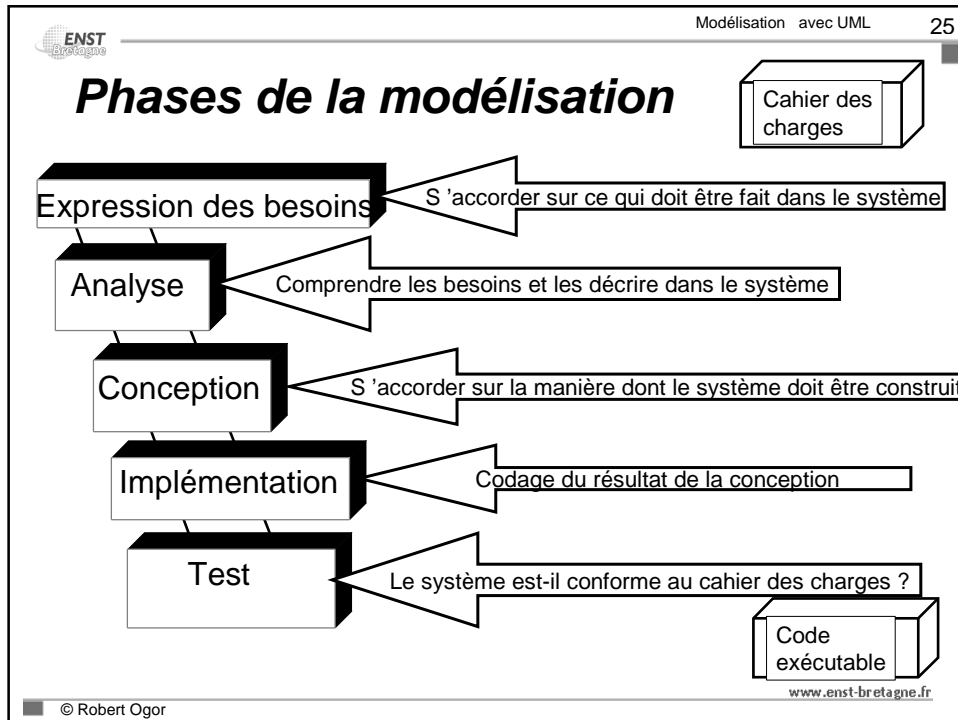 Modélisation avec UML 25
ENST
Bretagne
Phases de la modélisation
Cahier des
charges
Expression des besoins
S 'accorder sur ce qui doit être fait dans le système
Analyse
Comprendre les besoins et les décrire dans le système
Conception
S 'accorder sur la manière dont le système doit être construit
Implémentation
Codage du résultat de la conception
Test
Le système est-il conforme au cahier des charges ?
Code
exécutable
www.enst-bretagne.fr
© Robert Ogor